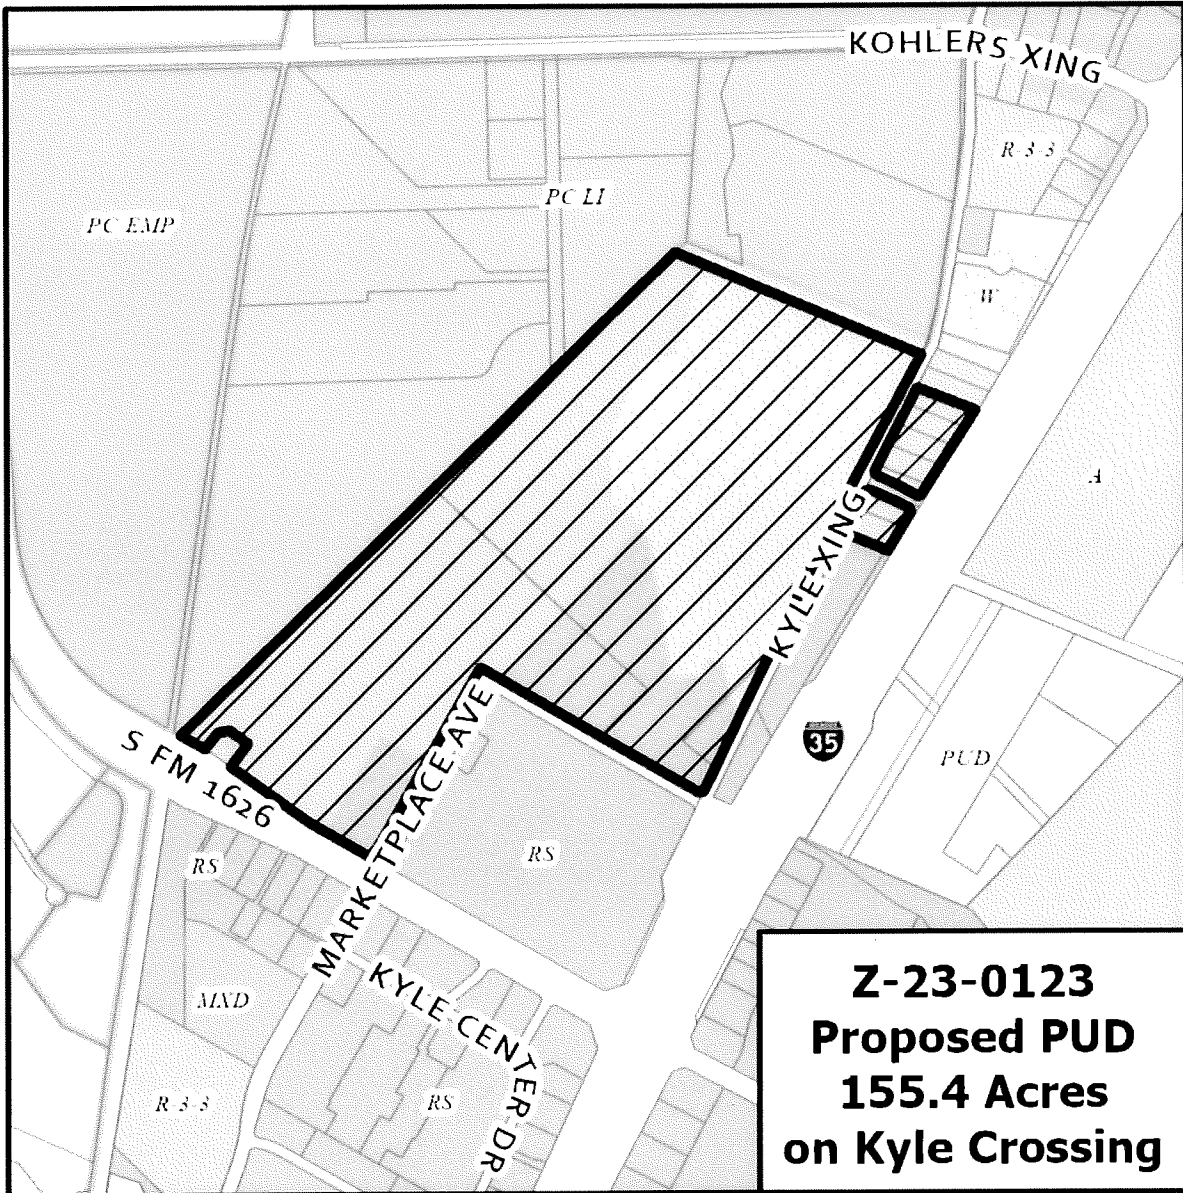 KOHLERS XING
R-3-3
PC LI
PC EMP
W
A
KYLE XING
35
S FM 1626
MARKETPLACE AVE
PUD
RS
RS
KYLE CENTER DR
MXD
R-3-3
RS
Z-23-0123
Proposed PUD
155.4 Acres
on Kyle Crossing